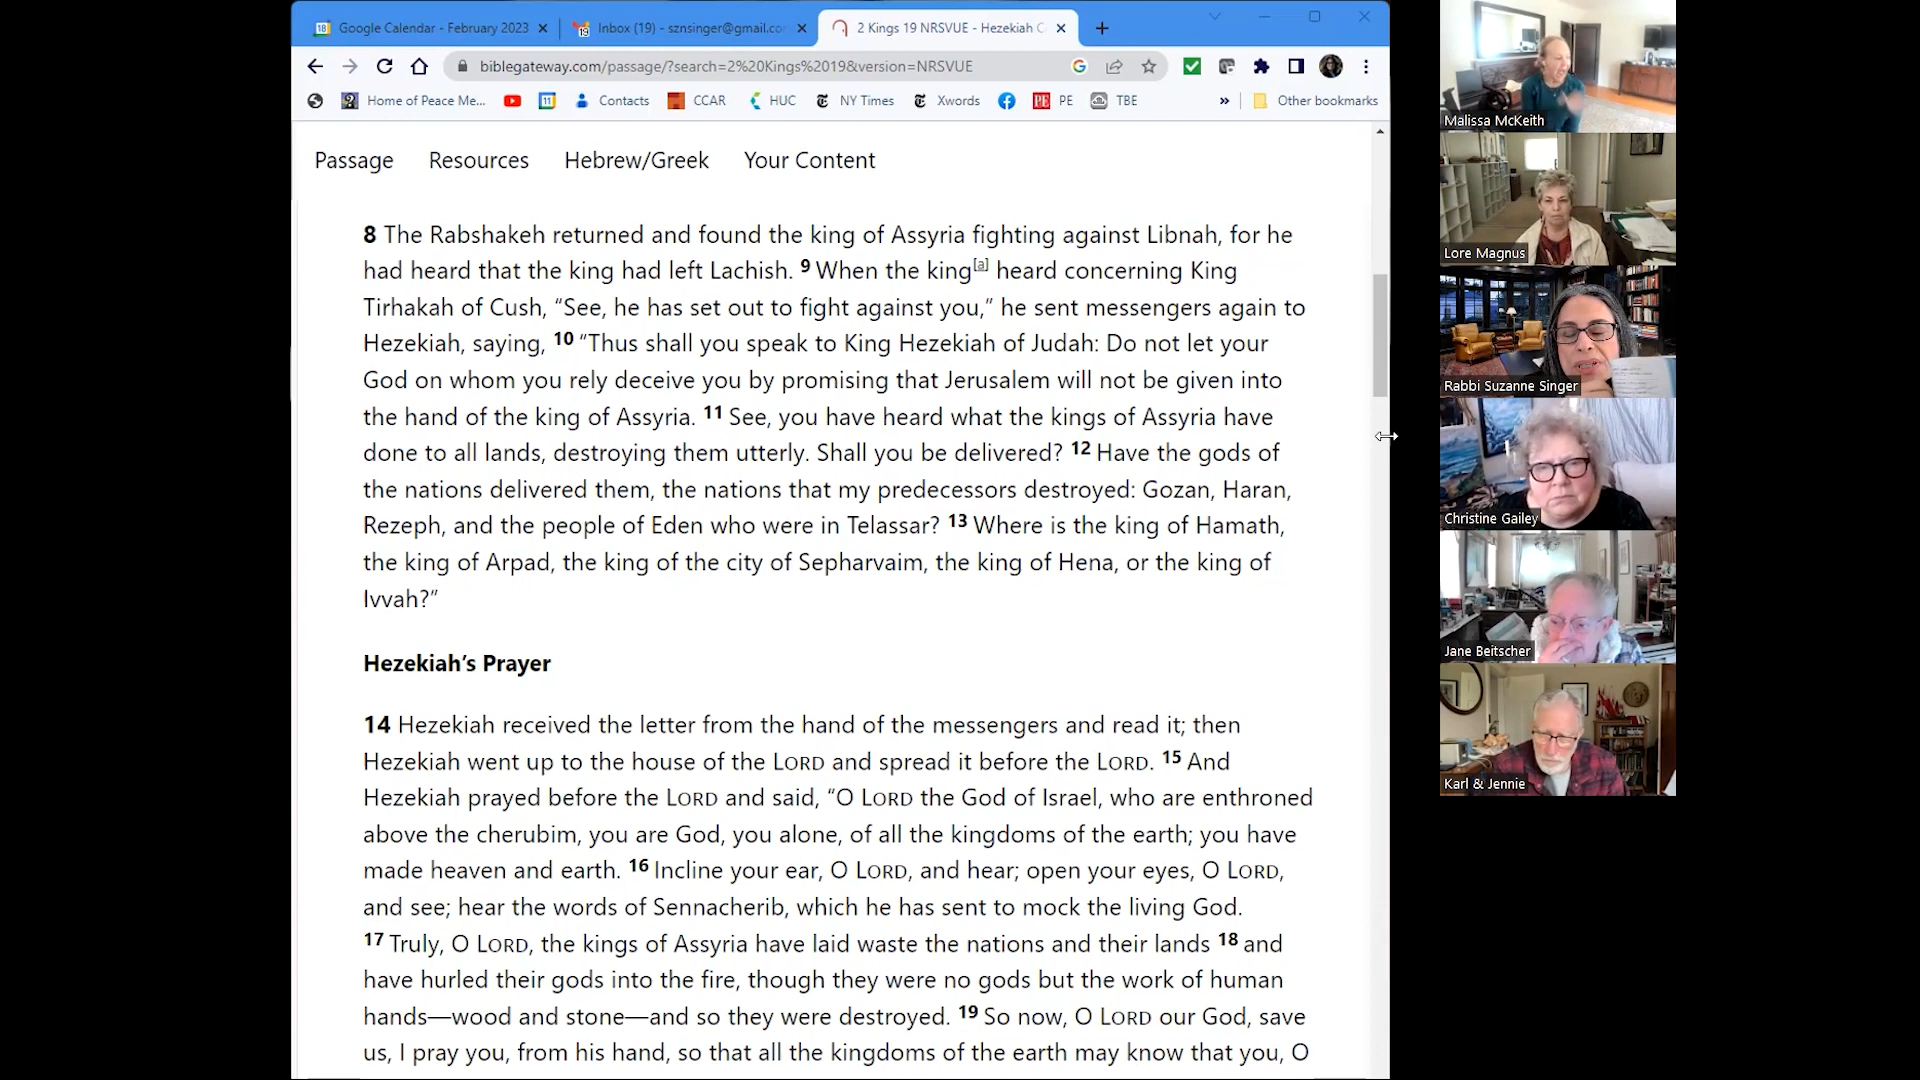 Google Calendar - February 2023
Inbox (19) - sznsinger@gmail.co
2 Kings 19 NRSVUE - Hezekiah C
biblegateway.com/passage/?search=2%20Kings%2019&version=NRSVUE
Home of Peace Me...
Contacts
CCAR
HUC
NY Times
Xwords
PE
TBE
Other bookmarks
Passage Resources Hebrew/Greek Your Content
8 The Rabshakeh returned and found the king of Assyria fighting against Libnah, for he
had heard that the king had left Lachish. 9 When the king[a] heard concerning King
Tirhakah of Cush, “See, he has set out to fight against you,” he sent messengers again to
Hezekiah, saying, 10 “Thus shall you speak to King Hezekiah of Judah: Do not let your
God on whom you rely deceive you by promising that Jerusalem will not be given into
the hand of the king of Assyria. 11 See, you have heard what the kings of Assyria have
done to all lands, destroying them utterly. Shall you be delivered? 12 Have the gods of
the nations delivered them, the nations that my predecessors destroyed: Gozan, Haran,
Rezeph, and the people of Eden who were in Telassar? 13 Where is the king of Hamath,
the king of Arpad, the king of the city of Sepharvaim, the king of Hena, or the king of
Ivvah?”
Hezekiah’s Prayer
14 Hezekiah received the letter from the hand of the messengers and read it; then
Hezekiah went up to the house of the LORD and spread it before the LORD. 15 And
Hezekiah prayed before the LORD and said, “O LORD the God of Israel, who are enthroned
above the cherubim, you are God, you alone, of all the kingdoms of the earth; you have
made heaven and earth. 16 Incline your ear, O LORD, and hear; open your eyes, O LORD,
and see; hear the words of Sennacherib, which he has sent to mock the living God.
17 Truly, O LORD, the kings of Assyria have laid waste the nations and their lands 18 and
have hurled their gods into the fire, though they were no gods but the work of human
hands—wood and stone—and so they were destroyed. 19 So now, O LORD our God, save
us, I pray you, from his hand, so that all the kingdoms of the earth may know that you, O
Malissa McKeith
Lore Magnus
Rabbi Suzanne Singer
Christine Gailey
Jane Beitscher
Karl & Jennie